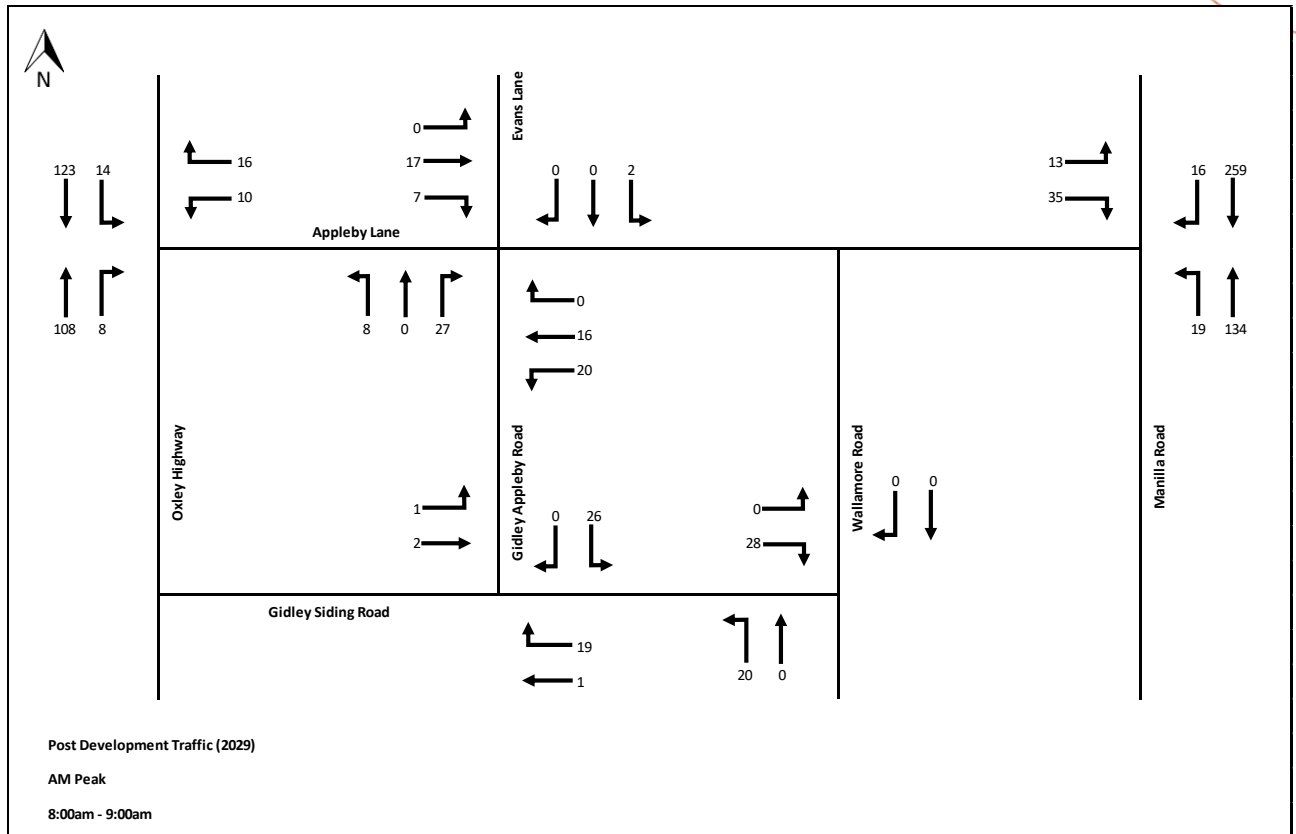 N
Evans Lane
0
123 14
16
17
0 0 2
13
16 259
10
7
35
Appleby Lane
0
108 8
8 0 27
19 134
16
20
Oxley Highway
Gidley Appleby Road
Wallamore Road
Manilla Road
0 0
1
0 26
0
2
28
Gidley Siding Road
19
20 0
1
Post Development Traffic (2029)
AM Peak
8:00am - 9:00am